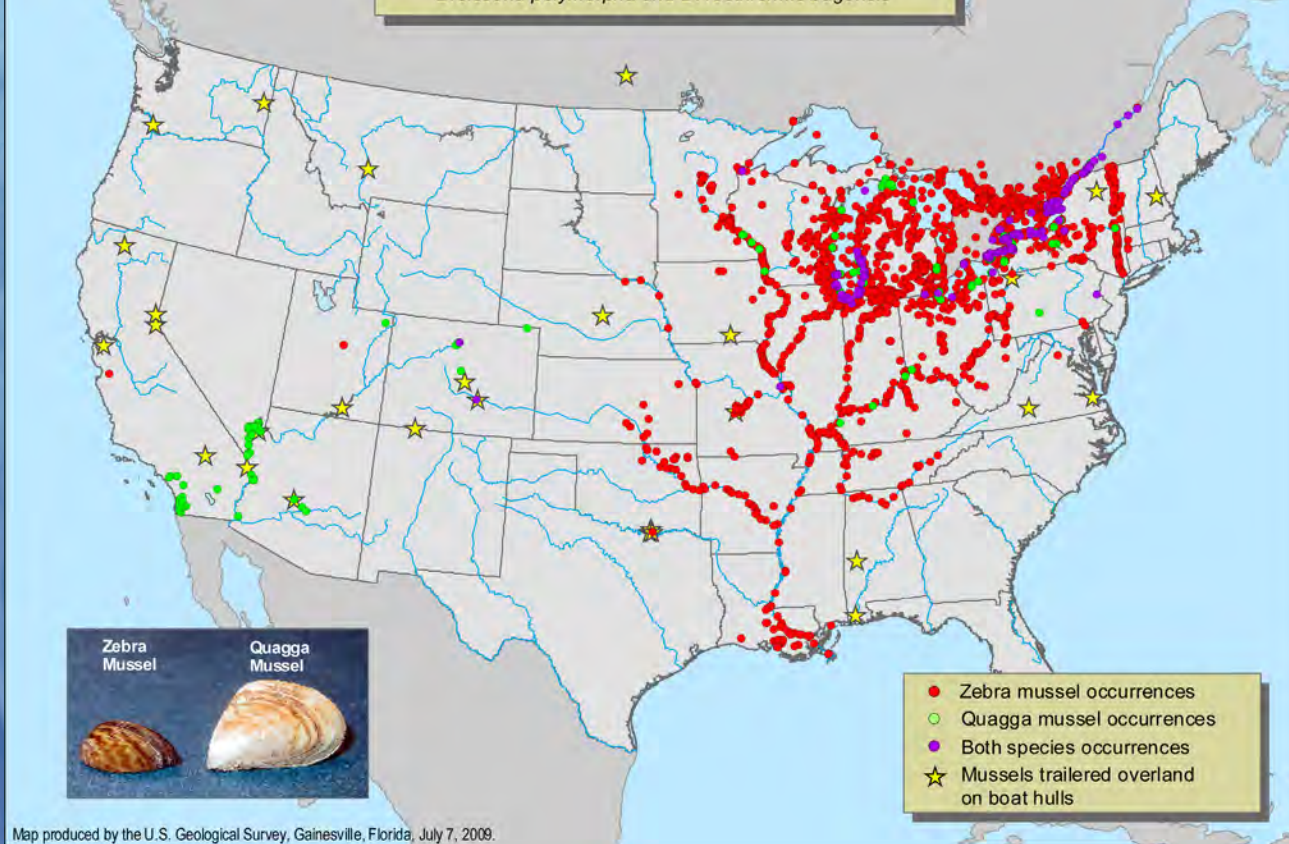 Zebra
Mussel
Quagga
Mussel
Zebra mussel occurrences
Quagga mussel occurrences
Both species occurrences
Mussels trailered overland
on boat hulls
Map produced by the U.S. Geological Survey, Gainesville, Florida, July 7, 2009.